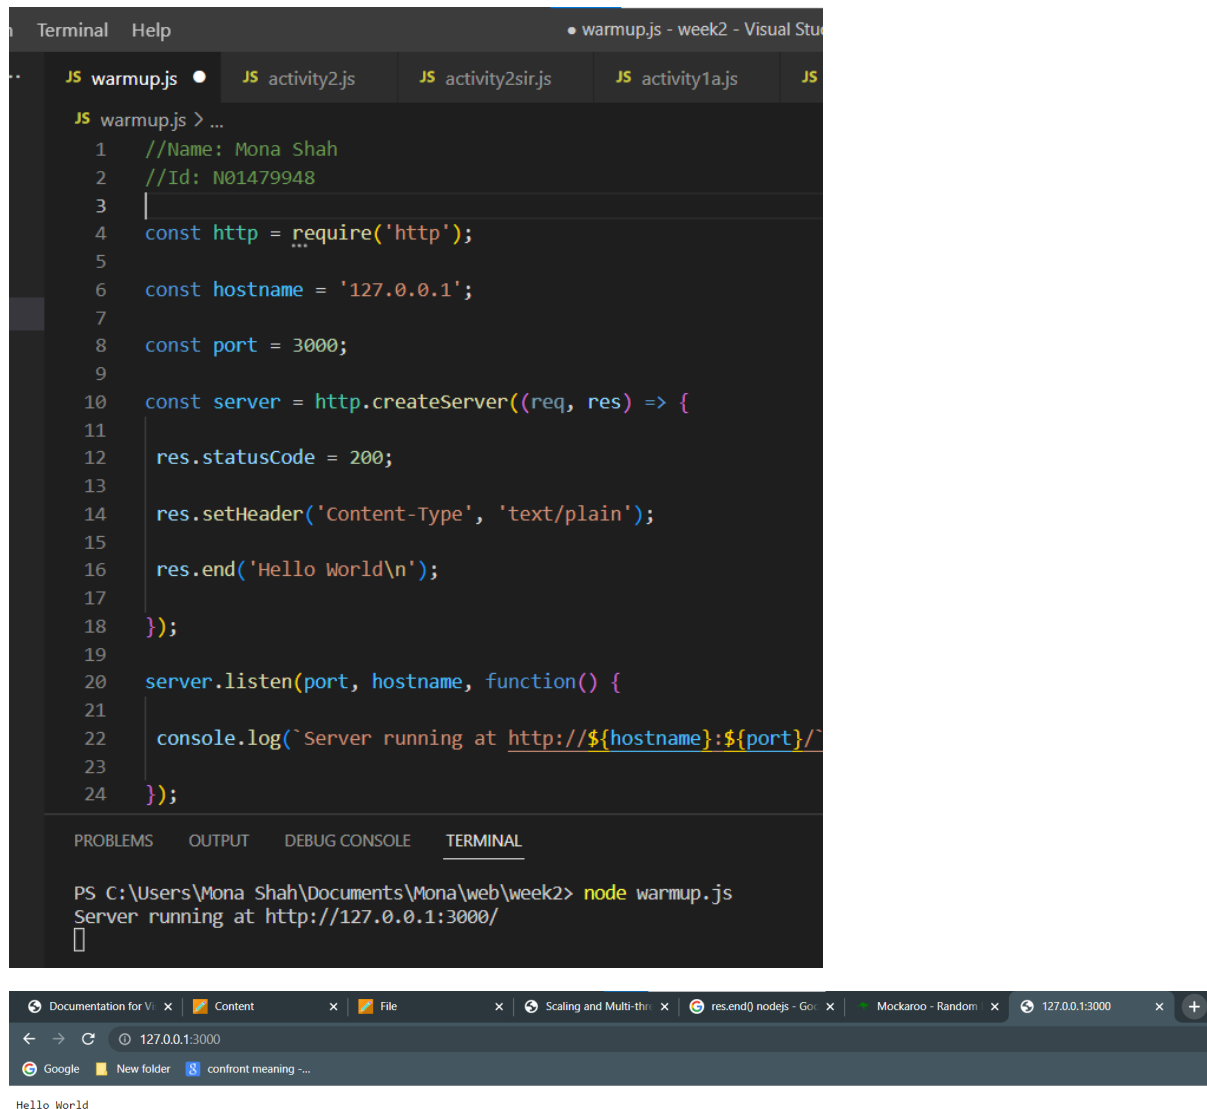 Terminal Help ● warmup.js - week2 - Visual Stu
JS warmup.js ● JS activity2.js JS activity2sir.js JS activity1a.js JS
JS warmup.js > ...
1 //Name: Mona Shah
2 //Id: N01479948
3
4 const http = require('http');
5
6 const hostname = '127.0.0.1';
7
8 const port = 3000;
9
10 const server = http.createServer((req, res) => {
11
12 res.statusCode = 200;
13
14 res.setHeader('Content-Type', 'text/plain');
15
16 res.end('Hello World\n');
17
18 });
19
20 server.listen(port, hostname, function() {
21
22 console.log(`Server running at http://${hostname}:${port}/`
23
24 });
PROBLEMS OUTPUT DEBUG CONSOLE TERMINAL
PS C:\Users\Mona Shah\Documents\Mona\web\week2> node warmup.js
Server running at http://127.0.0.1:3000/
Documentation for Vi Content File Scaling and Multi-thr res.end() nodejs - Goo Mockaroo - Random 127.0.0.1:3000
127.0.0.1:3000
Google New folder confront meaning -...
Hello World